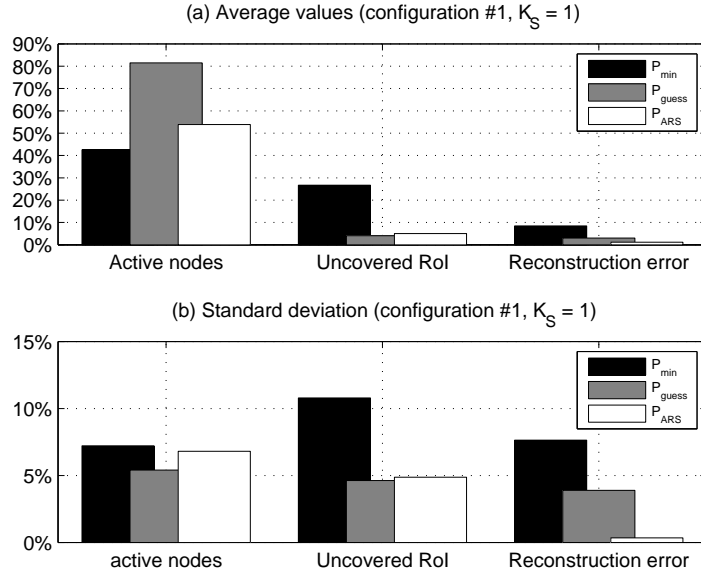 (a) Average values (configuration #1, K_S = 1)
90%
80%
70%
60%
50%
40%
30%
20%
10%
0%
P_min
P_guess
P_ARS
Active nodes Uncovered RoI Reconstruction error
(b) Standard deviation (configuration #1, K_S = 1)
15%
10%
5%
0%
P_min
P_guess
P_ARS
active nodes Uncovered RoI Reconstruction error